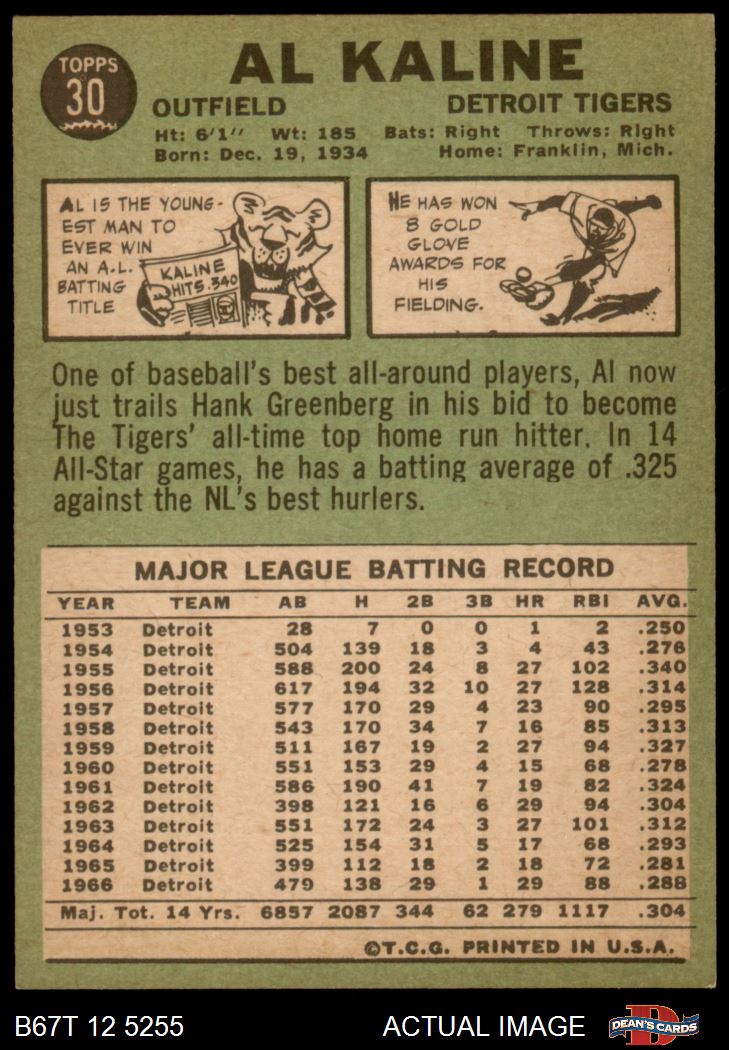 TOPPS
30
AL KALINE
OUTFIELD DETROIT TIGERS
Ht: 6'1" Wt: 185 Bats: Right Throws: Right
Born: Dec. 19, 1934 Home: Franklin, Mich.
AL IS THE YOUNG-
EST MAN TO
EVER WIN
AN A.L.
BATTING
TITLE
KALINE
HITS .340
HE HAS WON
8 GOLD
GLOVE
AWARDS FOR
HIS
FIELDING.
One of baseball's best all-around players, Al now
just trails Hank Greenberg in his bid to become
The Tigers' all-time top home run hitter. In 14
All-Star games, he has a batting average of .325
against the NL's best hurlers.
MAJOR LEAGUE BATTING RECORD
YEAR TEAM AB H 2B 3B HR RBI AVG.
1953 Detroit 28 7 0 0 1 2 .250
1954 Detroit 504 139 18 3 4 43 .276
1955 Detroit 588 200 24 8 27 102 .340
1956 Detroit 617 194 32 10 27 128 .314
1957 Detroit 577 170 29 4 23 90 .295
1958 Detroit 543 170 34 7 16 85 .313
1959 Detroit 511 167 19 2 27 94 .327
1960 Detroit 551 153 29 4 15 68 .278
1961 Detroit 586 190 41 7 19 82 .324
1962 Detroit 398 121 16 6 29 94 .304
1963 Detroit 551 172 24 3 27 101 .312
1964 Detroit 525 154 31 5 17 68 .293
1965 Detroit 399 112 18 2 18 72 .281
1966 Detroit 479 138 29 1 29 88 .288
Maj. Tot. 14 Yrs. 6857 2087 344 62 279 1117 .304
©T.C.G. PRINTED IN U.S.A.
B67T 12 5255 ACTUAL IMAGE DEAN'S CARDS